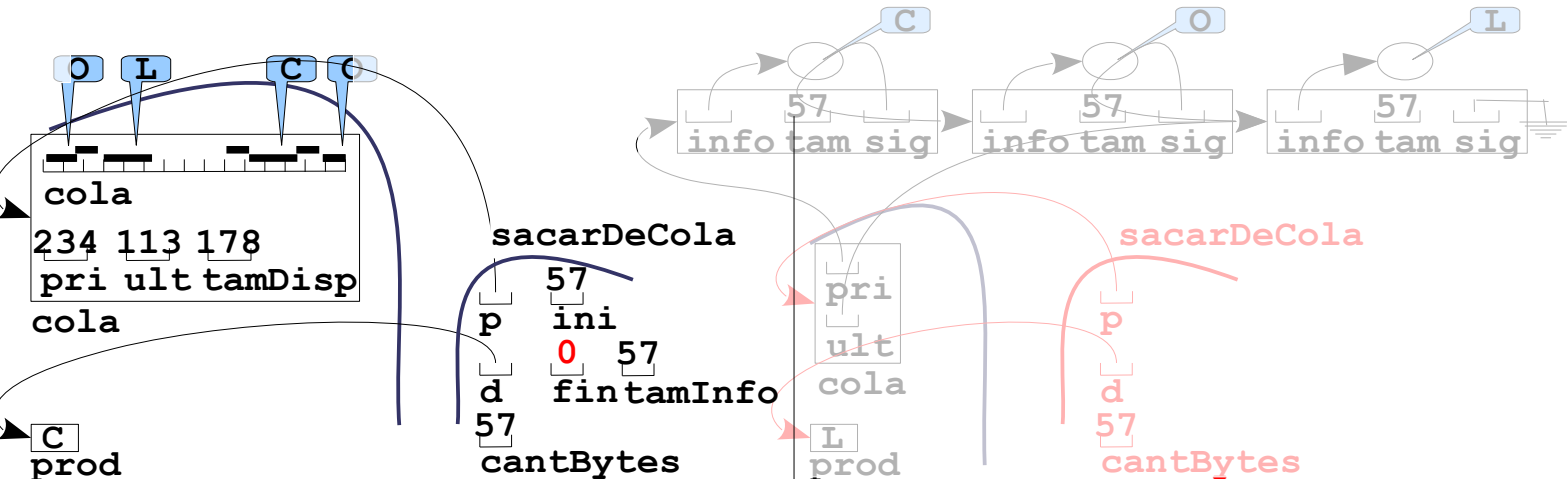 O L C O
cola
234 113 178
pri ult tamDisp
cola
sacarDeCola
57
p ini
0 57
d fin tamInfo
57
cantBytes
C
prod
C O L
57 57 57
info tam sig info tam sig info tam sig
pri
ult
cola
sacarDeCola
p
d
57
cantBytes
L
prod